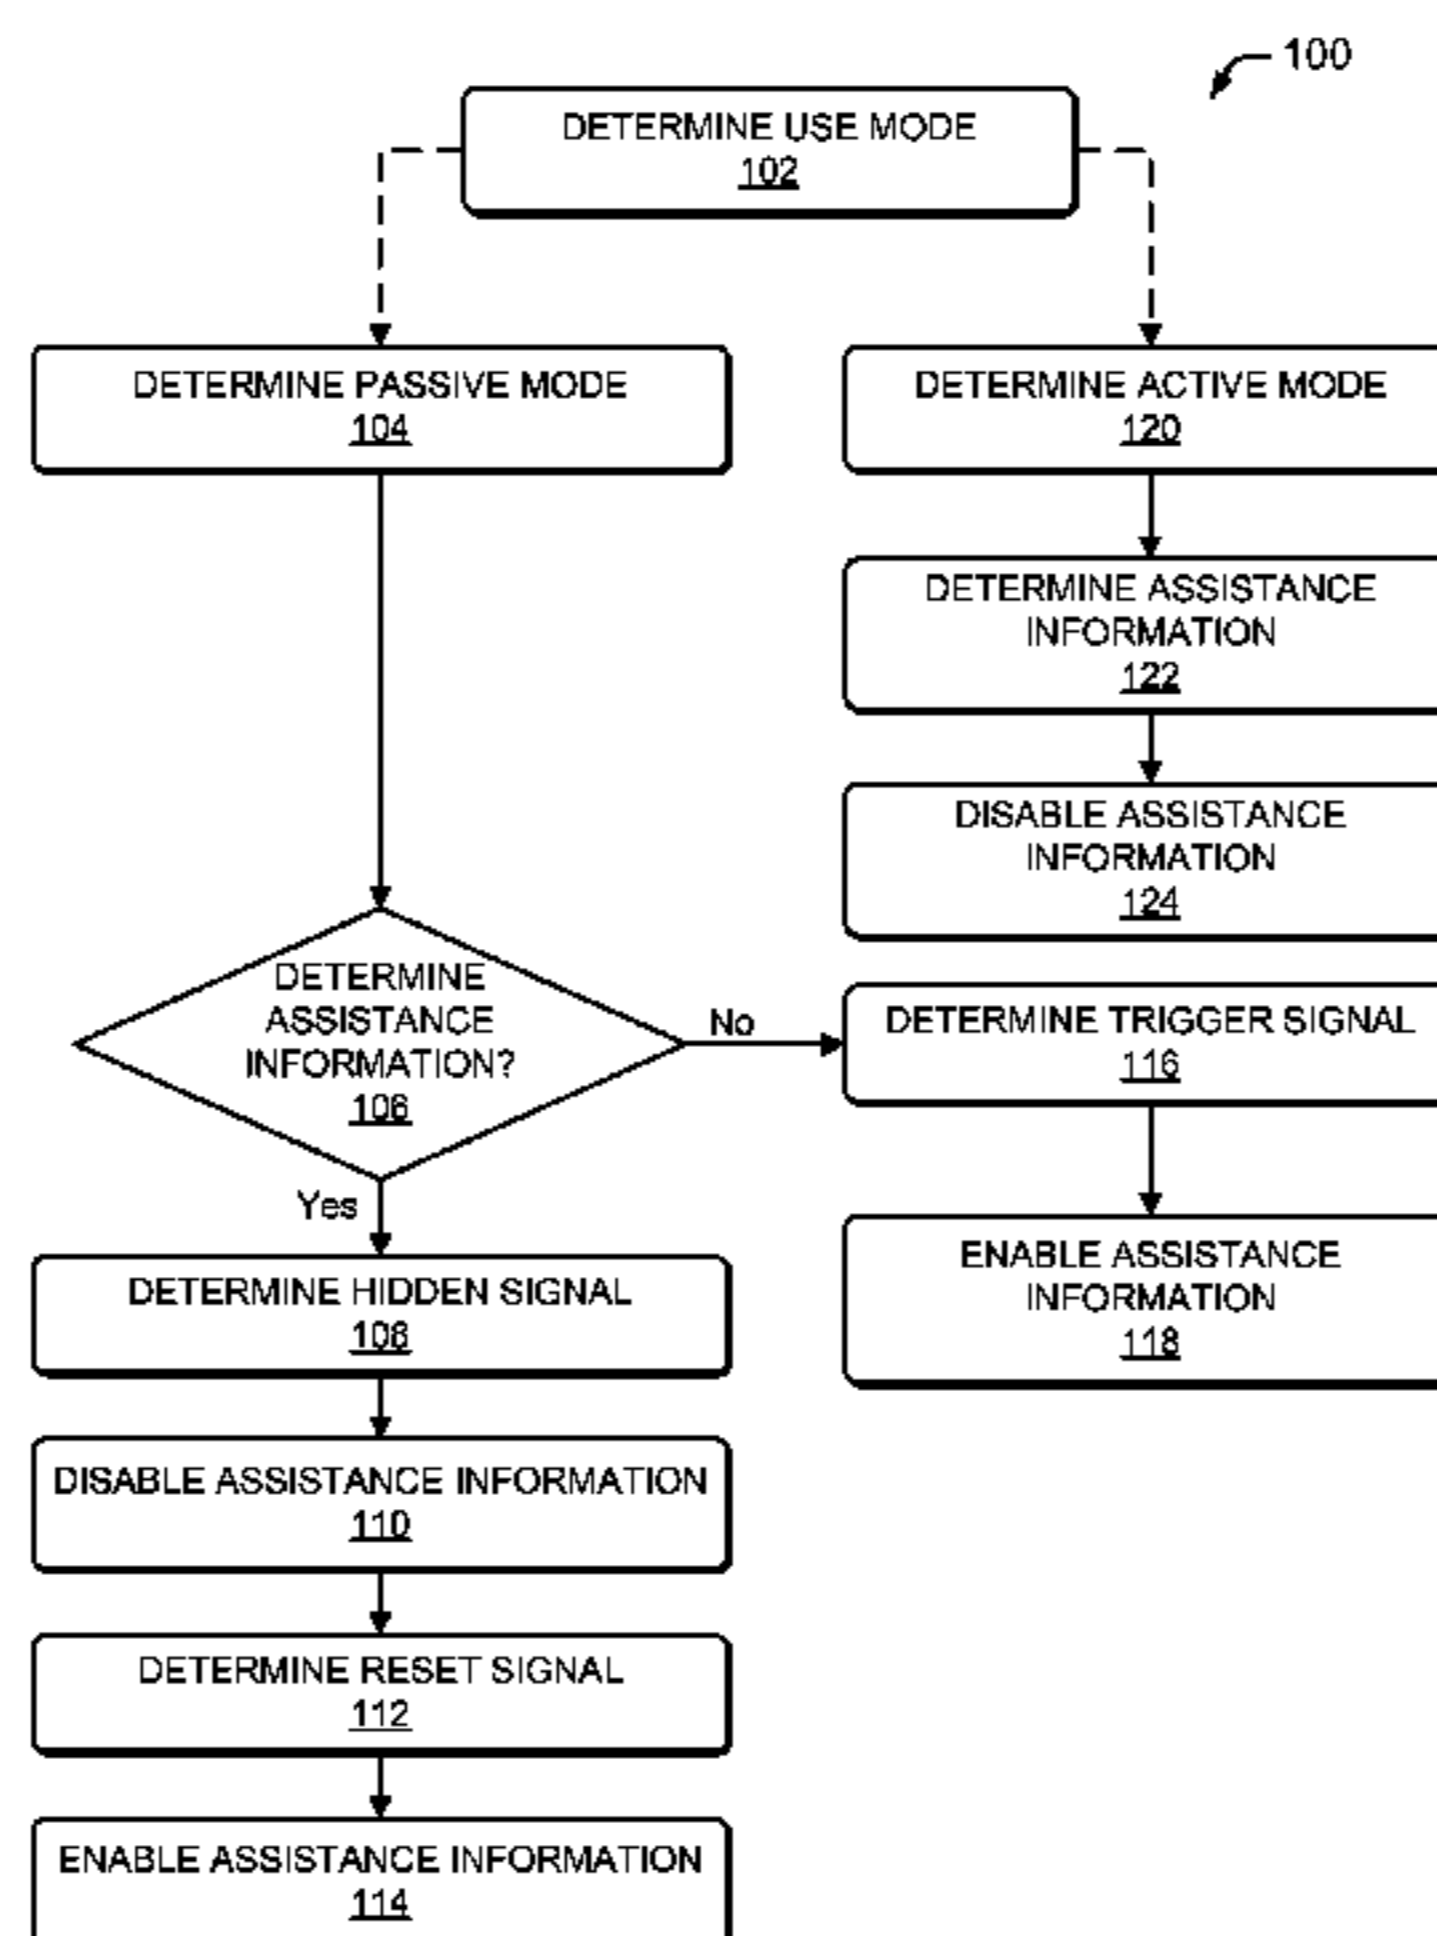 100
DETERMINE USE MODE
102
DETERMINE PASSIVE MODE
104
DETERMINE ACTIVE MODE
120
DETERMINE ASSISTANCE
INFORMATION
122
DISABLE ASSISTANCE
INFORMATION
124
DETERMINE
ASSISTANCE
INFORMATION?
106
No
DETERMINE TRIGGER SIGNAL
116
ENABLE ASSISTANCE
INFORMATION
118
Yes
DETERMINE HIDDEN SIGNAL
108
DISABLE ASSISTANCE INFORMATION
110
DETERMINE RESET SIGNAL
112
ENABLE ASSISTANCE INFORMATION
114